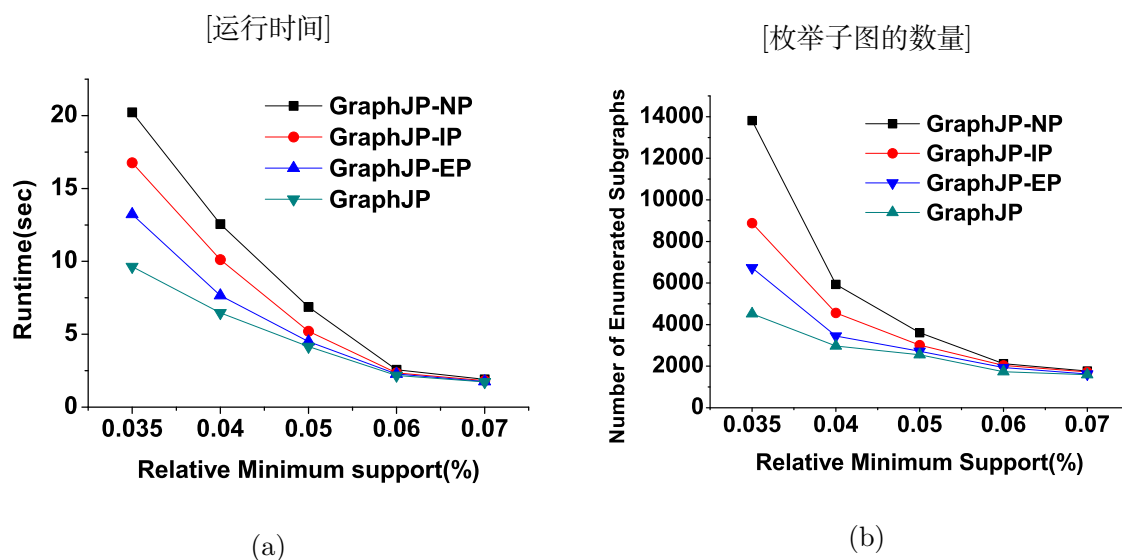 [运行时间]
20
15
10
5
0
Runtime(sec)
GraphJP-NP
GraphJP-IP
GraphJP-EP
GraphJP
0.035 0.04 0.05 0.06 0.07
Relative Minimum support(%)
(a)
[枚举子图的数量]
14000
12000
10000
8000
6000
4000
2000
0
Number of Enumerated Subgraphs
GraphJP-NP
GraphJP-IP
GraphJP-EP
GraphJP
0.035 0.04 0.05 0.06 0.07
Relative Minimum Support(%)
(b)